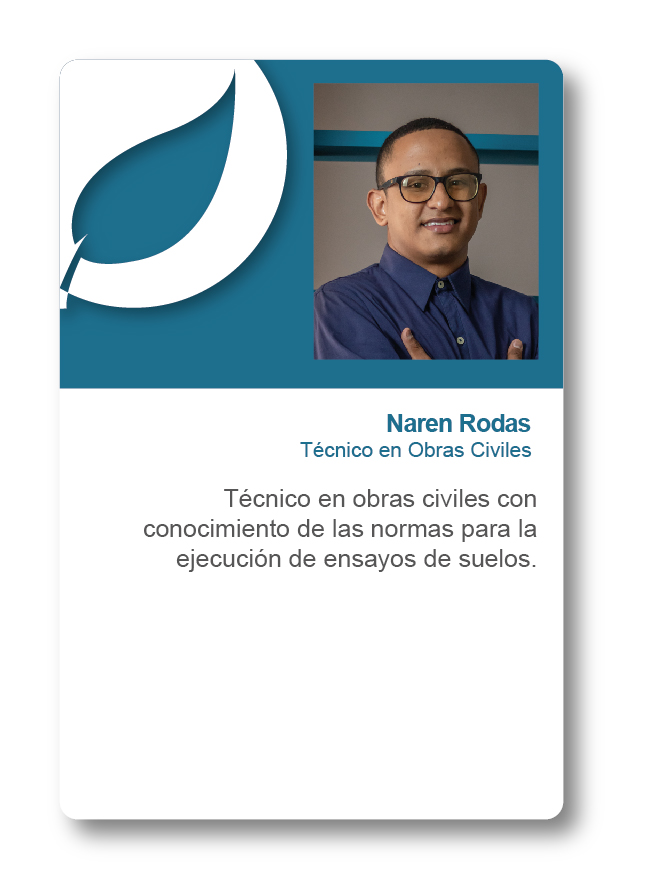 Naren Rodas
Técnico en Obras Civiles
Técnico en obras civiles con
conocimiento de las normas para la
ejecución de ensayos de suelos.